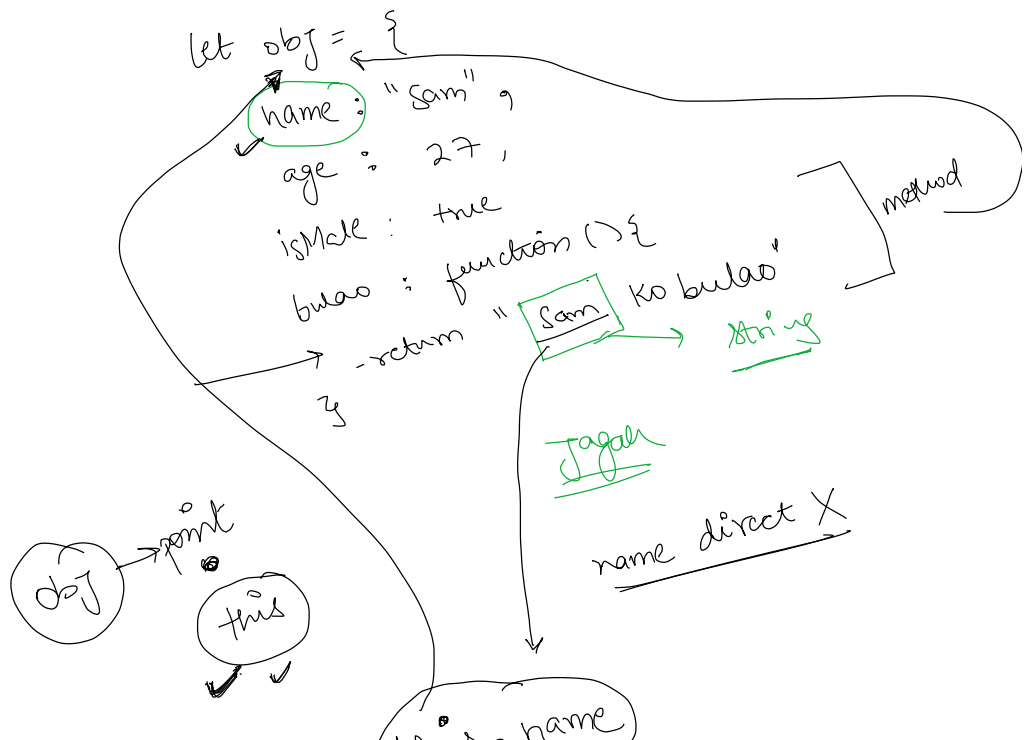 let obj = {
name : "Sam",
age : 27,
isMale : true
bulao : function () {
return " Sam ko bulao"
}
method
String
Jagah
name direct X
obj
point
this
this . name